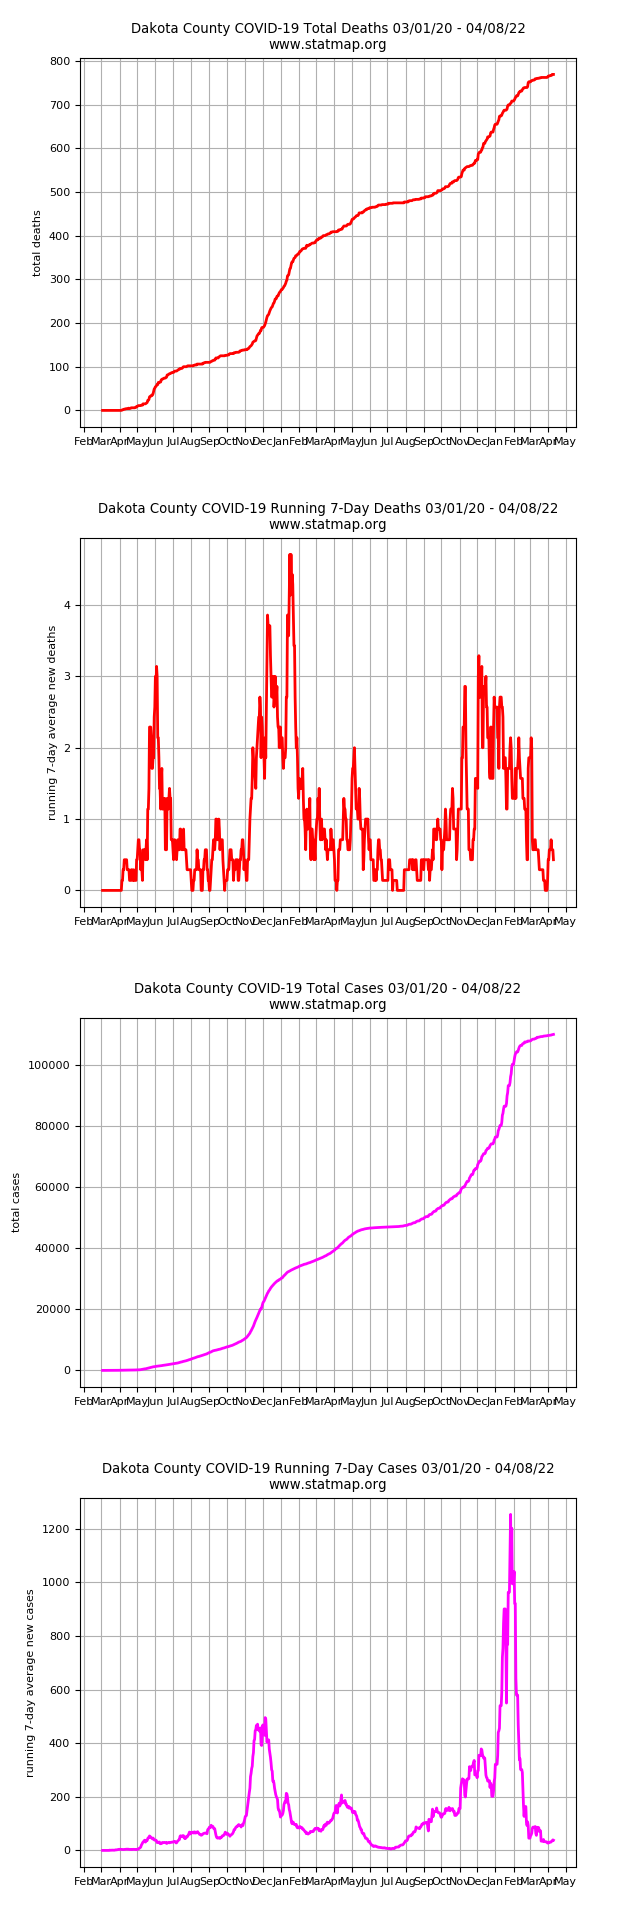 Dakota County COVID-19 Total Deaths 03/01/20 - 04/08/22
www.statmap.org
800
700
600
500
400
300
200
100
0
total deaths
Feb Mar Apr May Jun Jul Aug Sep Oct Nov Dec Jan Feb Mar Apr May Jun Jul Aug Sep Oct Nov Dec Jan Feb Mar Apr May
Dakota County COVID-19 Running 7-Day Deaths 03/01/20 - 04/08/22
www.statmap.org
4
3
2
1
0
running 7-day average new deaths
Feb Mar Apr May Jun Jul Aug Sep Oct Nov Dec Jan Feb Mar Apr May Jun Jul Aug Sep Oct Nov Dec Jan Feb Mar Apr May
Dakota County COVID-19 Total Cases 03/01/20 - 04/08/22
www.statmap.org
100000
80000
60000
40000
20000
0
total cases
Feb Mar Apr May Jun Jul Aug Sep Oct Nov Dec Jan Feb Mar Apr May Jun Jul Aug Sep Oct Nov Dec Jan Feb Mar Apr May
Dakota County COVID-19 Running 7-Day Cases 03/01/20 - 04/08/22
www.statmap.org
1200
1000
800
600
400
200
0
running 7-day average new cases
Feb Mar Apr May Jun Jul Aug Sep Oct Nov Dec Jan Feb Mar Apr May Jun Jul Aug Sep Oct Nov Dec Jan Feb Mar Apr May